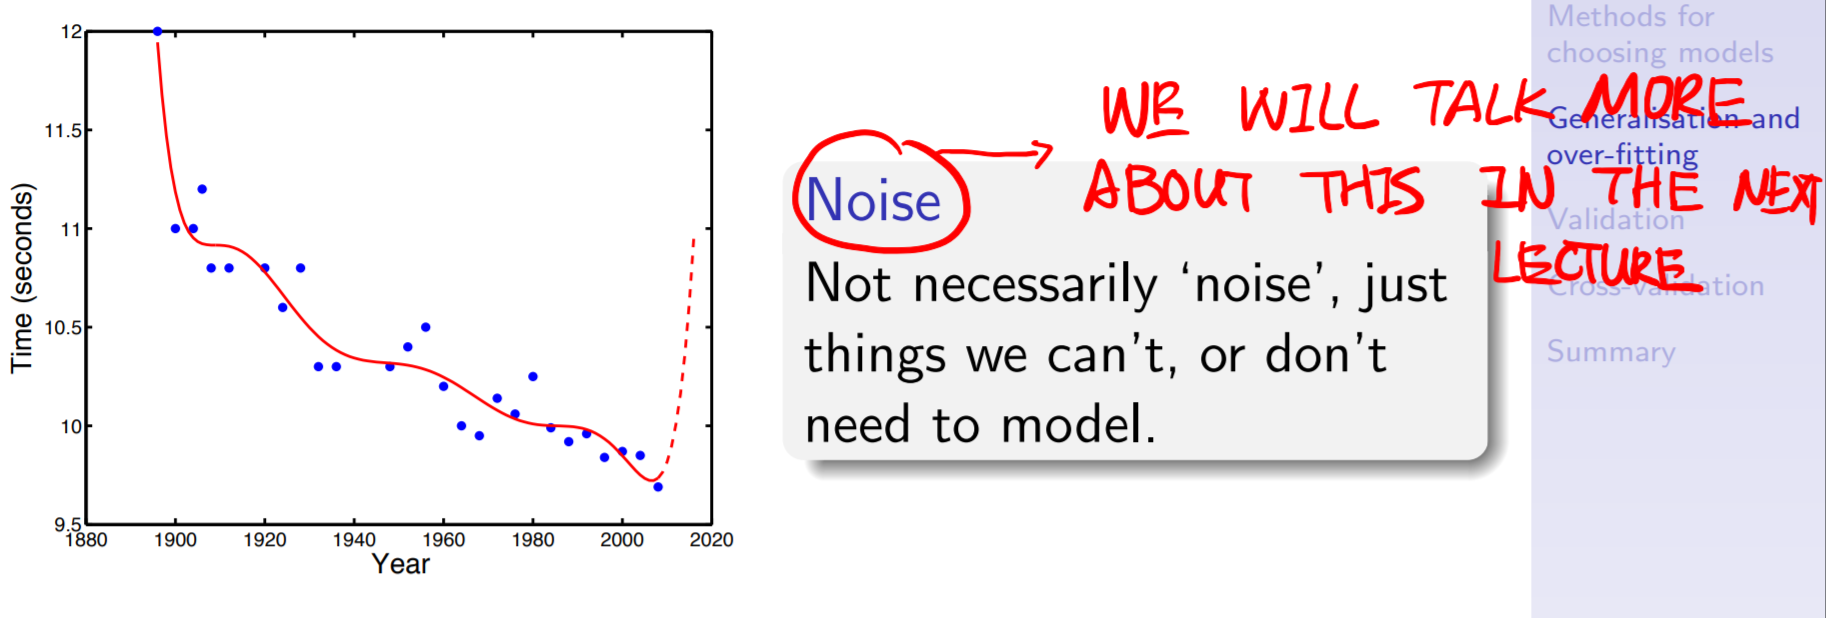 12
11.5
11
10.5
10
9.5
Time (seconds)
1880 1900 1920 1940 1960 1980 2000 2020
Year
WE WILL TALK MORE
ABOUT THIS IN THE NEXT
LECTURE
Noise
Not necessarily ‘noise’, just
things we can’t, or don’t
need to model.
Methods for
choosing models
Generalisation and
over-fitting
Validation
Cross-validation
Summary